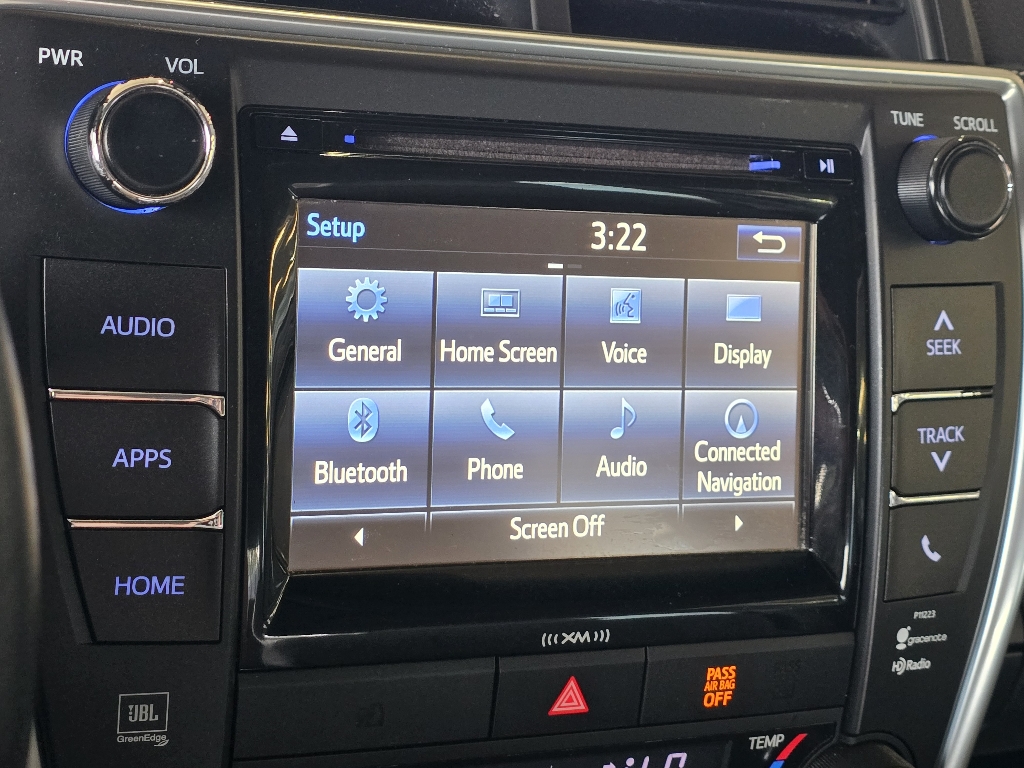 PWR
VOL
TUNE
SCROLL
Setup
3:22
General
Home Screen
Voice
Display
Bluetooth
Phone
Audio
Connected
Navigation
Screen Off
AUDIO
APPS
HOME
SEEK
TRACK
P11223
gracenote
HD Radio
XM
JBL
GreenEdge
PASS
AIR BAG
OFF
TEMP